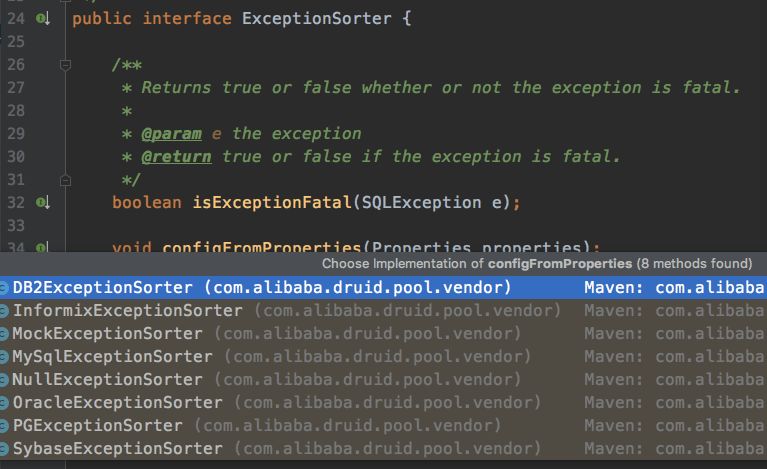 24 public interface ExceptionSorter {
25
26 /**
27 * Returns true or false whether or not the exception is fatal.
28 *
29 * @param e the exception
30 * @return true or false if the exception is fatal.
31 */
32 boolean isExceptionFatal(SQLException e);
33
34 void configFromProperties(Properties properties);
Choose Implementation of configFromProperties (8 methods found)
DB2ExceptionSorter (com.alibaba.druid.pool.vendor) Maven: com.alibaba
InformixExceptionSorter (com.alibaba.druid.pool.vendor) Maven: com.alibaba
MockExceptionSorter (com.alibaba.druid.pool.vendor) Maven: com.alibaba
MySqlExceptionSorter (com.alibaba.druid.pool.vendor) Maven: com.alibaba
NullExceptionSorter (com.alibaba.druid.pool.vendor) Maven: com.alibaba
OracleExceptionSorter (com.alibaba.druid.pool.vendor) Maven: com.alibaba
PGExceptionSorter (com.alibaba.druid.pool.vendor) Maven: com.alibaba
SybaseExceptionSorter (com.alibaba.druid.pool.vendor) Maven: com.alibaba